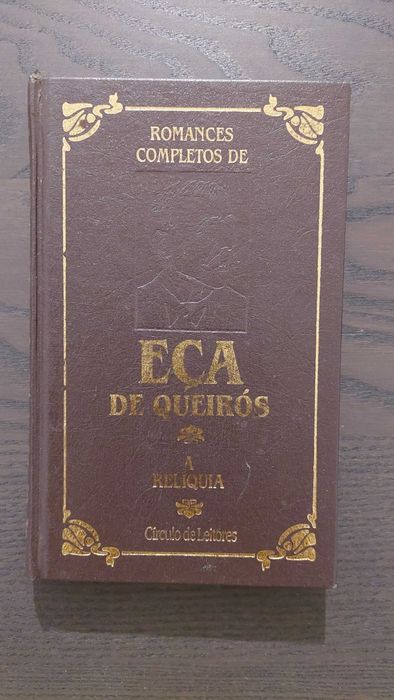 ROMANCES
COMPLETOS DE
EÇA
DE QUEIRÓS
A
RELÍQUIA
Círculo de Leitores